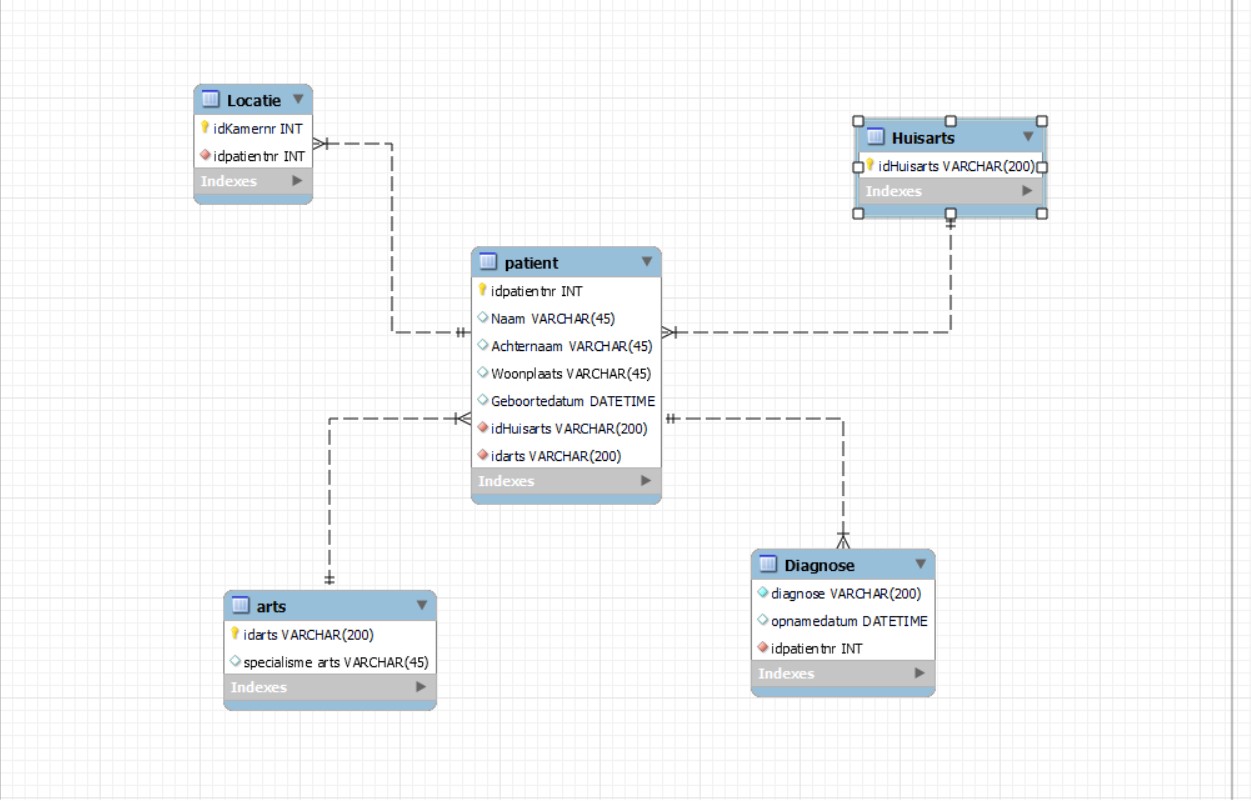 Locatie
idKamernr INT
idpatientnr INT
Indexes
Huisarts
idHuisarts VARCHAR(200)
Indexes
patient
idpatientnr INT
Naam VARCHAR(45)
Achternaam VARCHAR(45)
Woonplaats VARCHAR(45)
Geboortedatum DATETIME
idHuisarts VARCHAR(200)
idarts VARCHAR(200)
Indexes
arts
idarts VARCHAR(200)
specialisme arts VARCHAR(45)
Indexes
Diagnose
diagnose VARCHAR(200)
opnamedatum DATETIME
idpatientnr INT
Indexes